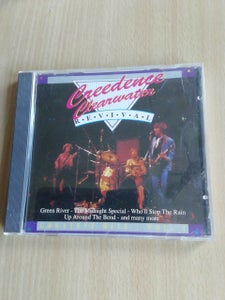 Creedence
Clearwater
REVIVAL
Green River - The Midnight Special - Who'll Stop The Rain
Up Around The Bend - and many more